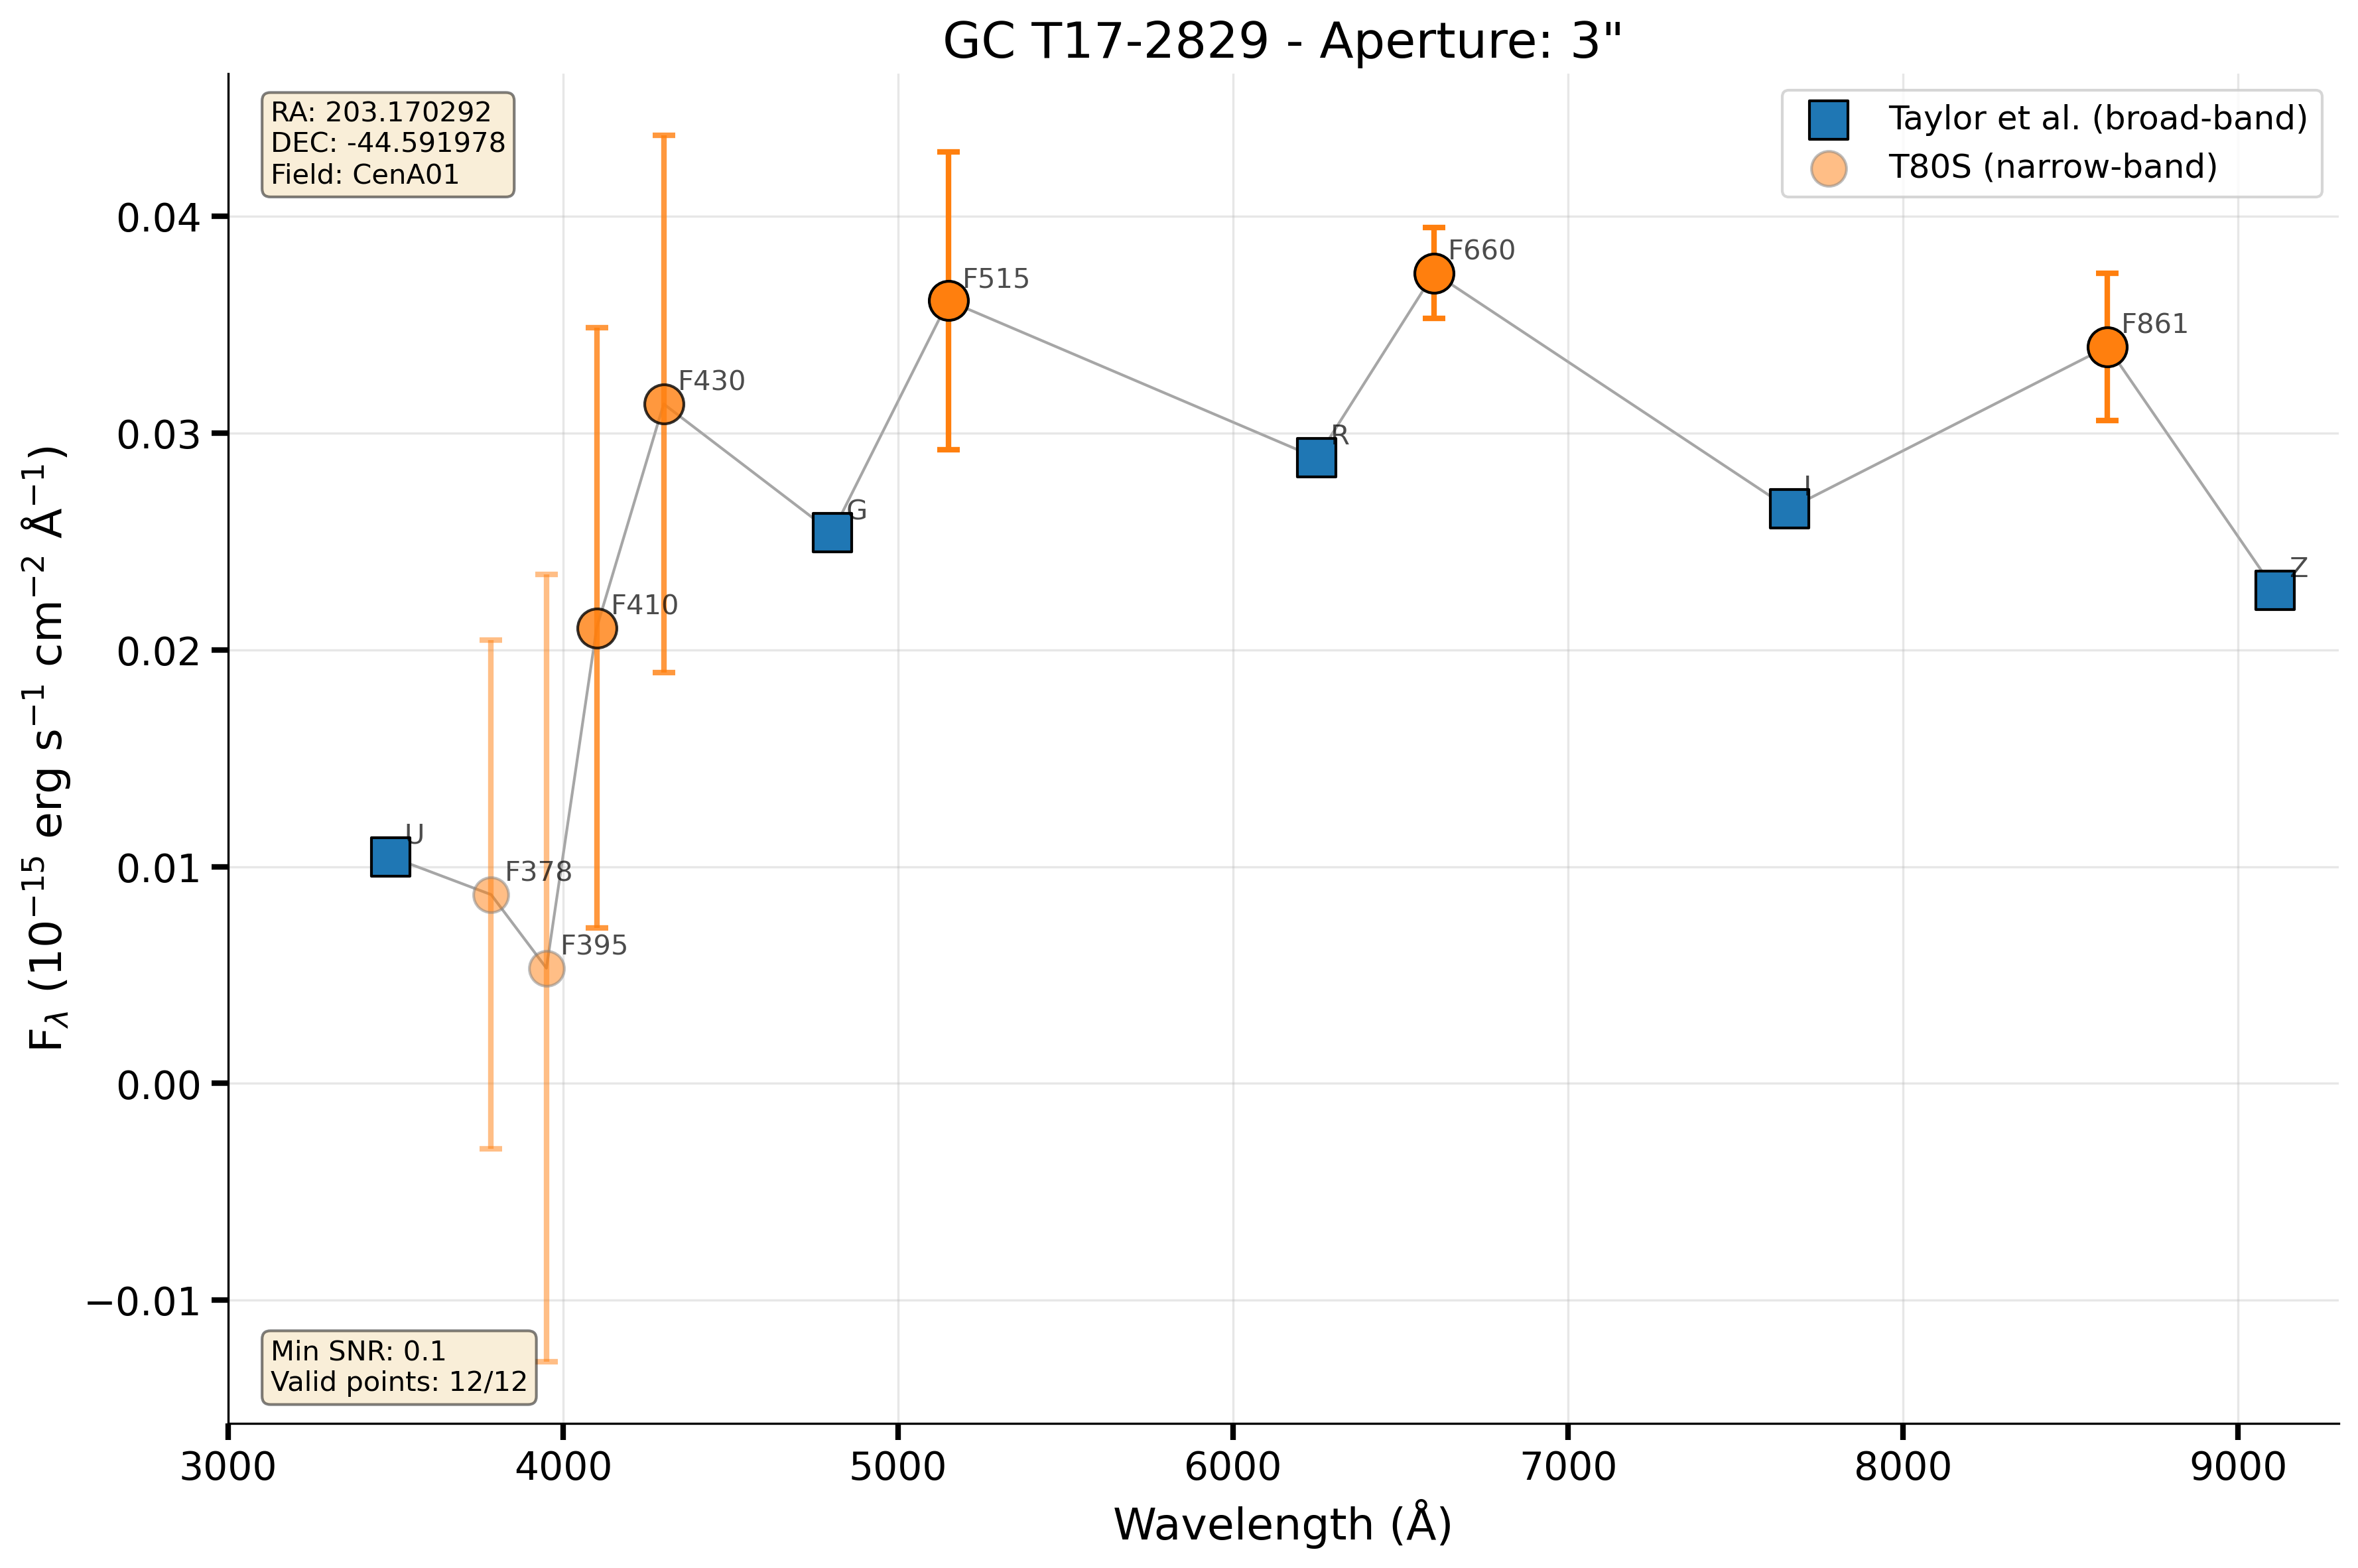 GC T17-2829 - Aperture: 3"
RA: 203.170292
DEC: -44.591978
Field: CenA01
Taylor et al. (broad-band)
T80S (narrow-band)
F660
F515
F861
F430
R
I
G
Z
F410
U
F378
F395
0.04
0.03
0.02
0.01
0.00
−0.01
F_λ (10⁻¹⁵ erg s⁻¹ cm⁻² Å⁻¹)
Min SNR: 0.1
Valid points: 12/12
3000 4000 5000 6000 7000 8000 9000
Wavelength (Å)